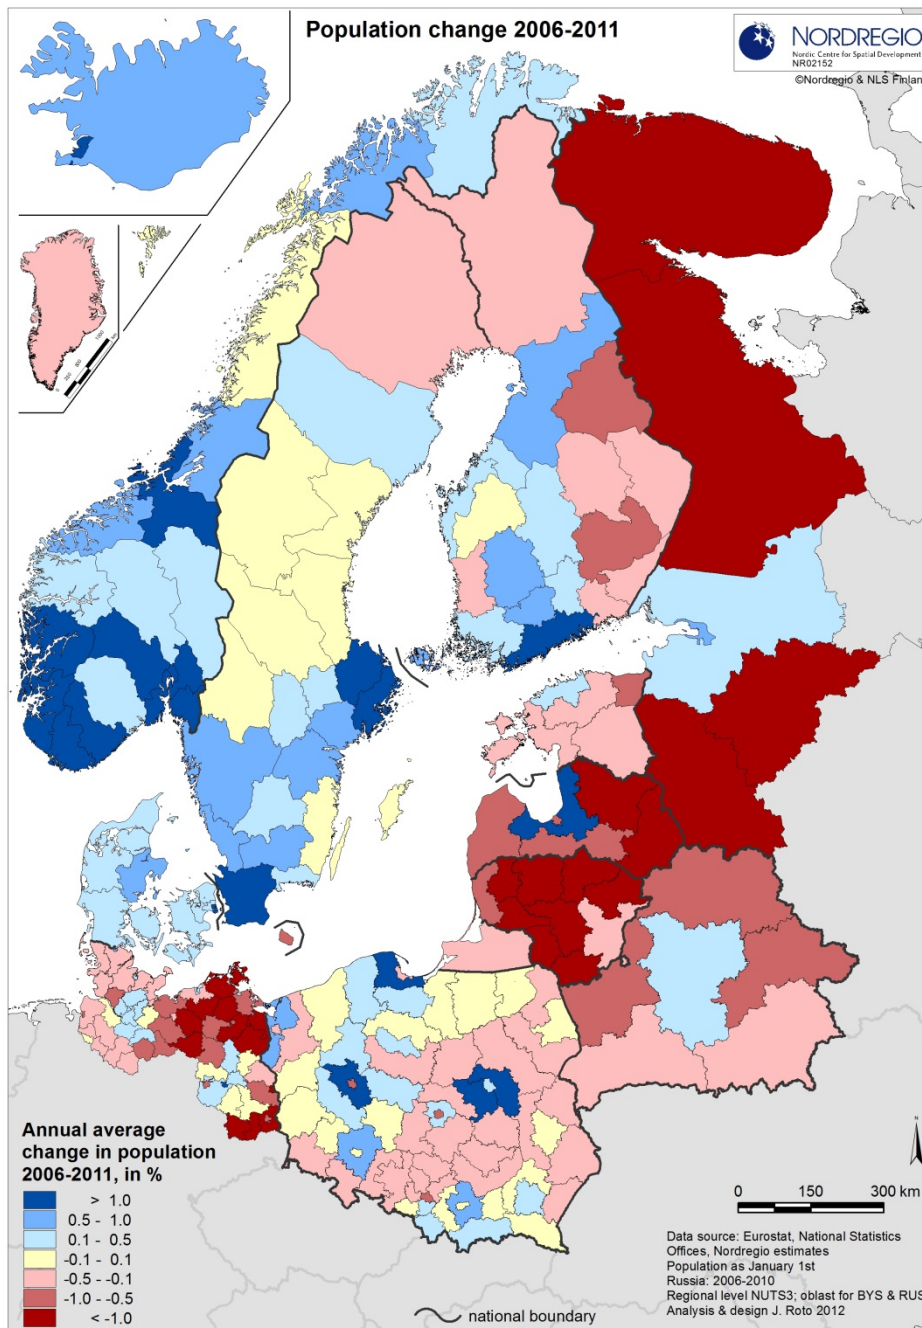 Population change 2006-2011
NORDREGIO
Nordic Centre for Spatial Development
NR02152
©Nordregio & NLS Finlan
Annual average
change in population
2006-2011, in %
> 1.0
0.5 - 1.0
0.1 - 0.5
-0.1 - 0.1
-0.5 - -0.1
-1.0 - -0.5
< -1.0
national boundary
N
0 150 300 km
Data source: Eurostat, National Statistics
Offices, Nordregio estimates
Population as January 1st
Russia: 2006-2010
Regional level NUTS3; oblast for BYS & RUS
Analysis & design J. Roto 2012